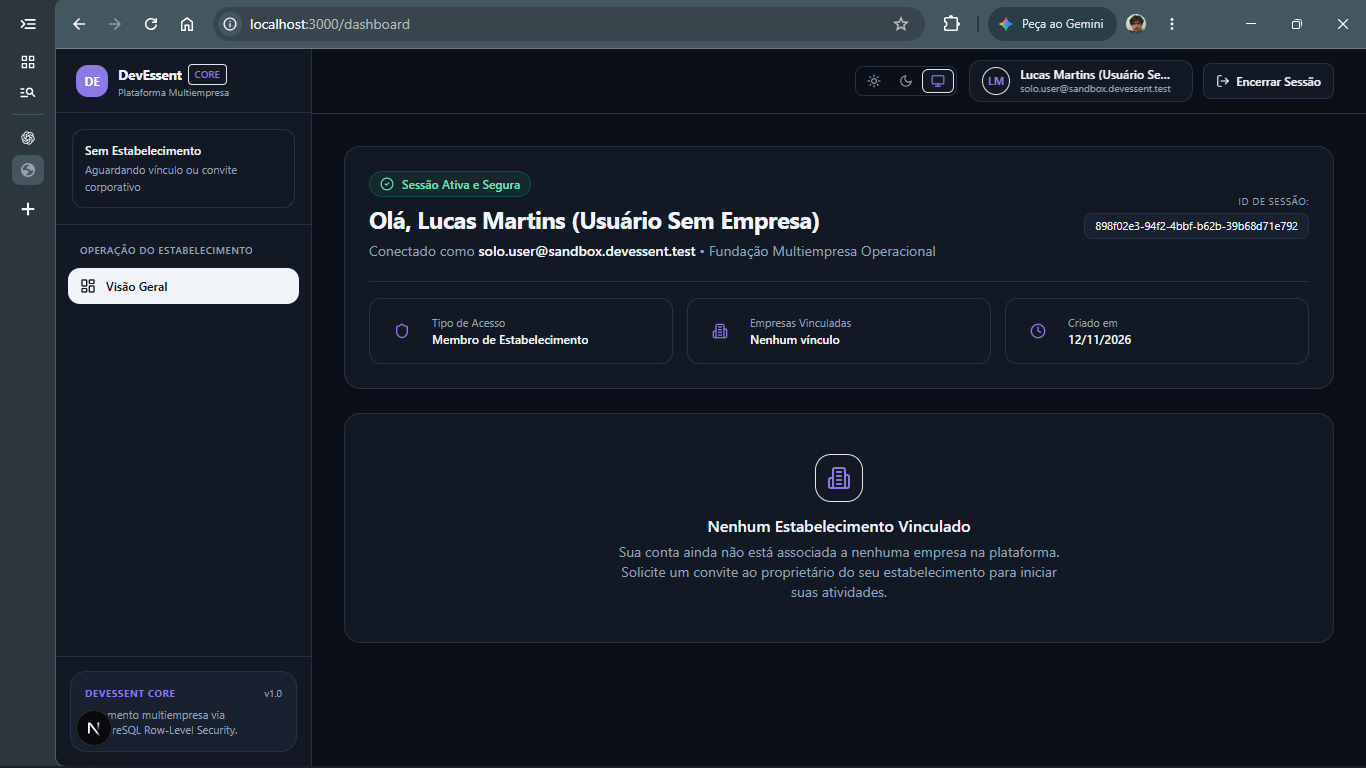 localhost:3000/dashboard
Peça ao Gemini
DE
DevEssent CORE
Plataforma Multiempresa
LM
Lucas Martins (Usuário Se...
solo.user@sandbox.devessent.test
Encerrar Sessão
Sem Estabelecimento
Aguardando vínculo ou convite
corporativo
OPERAÇÃO DO ESTABELECIMENTO
Visão Geral
Sessão Ativa e Segura
Olá, Lucas Martins (Usuário Sem Empresa)
Conectado como solo.user@sandbox.devessent.test • Fundação Multiempresa Operacional
ID DE SESSÃO:
898f02e3-94f2-4bbf-b62b-39b68d71e792
Tipo de Acesso
Membro de Estabelecimento
Empresas Vinculadas
Nenhum vínculo
Criado em
12/11/2026
Nenhum Estabelecimento Vinculado
Sua conta ainda não está associada a nenhuma empresa na plataforma.
Solicite um convite ao proprietário do seu estabelecimento para iniciar
suas atividades.
DEVESSENT CORE v1.0
mento multiempresa via
reSQL Row-Level Security.
N